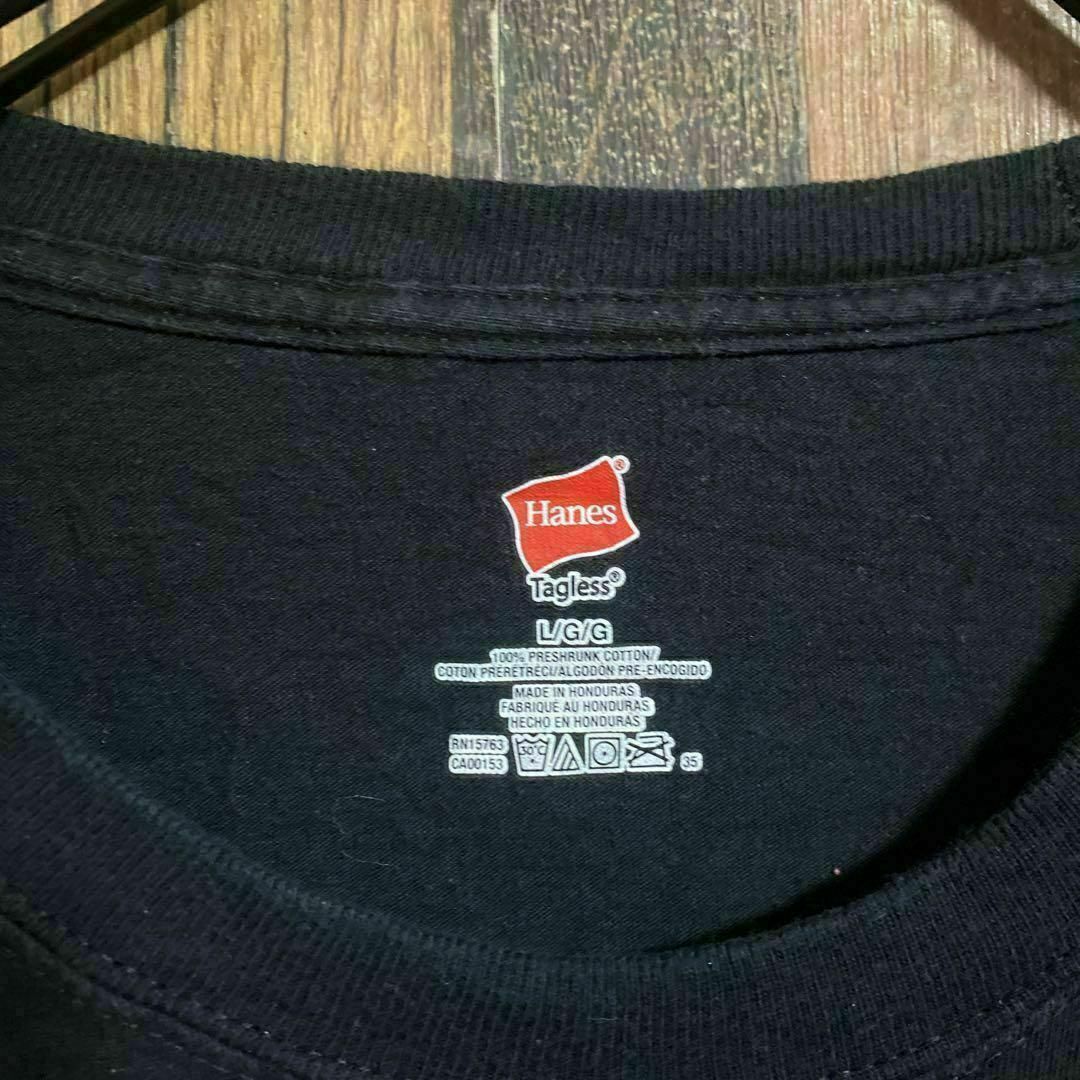 Hanes®
Tagless®
L/G/G
100% PRESHRUNK COTTON/
COTON PRÉRÉTRÉCI/ALGODÓN PRE-ENCOGIDO
MADE IN HONDURAS
FABRIQUÉ AU HONDURAS
HECHO EN HONDURAS
RN15763
CA00153
30°C
35